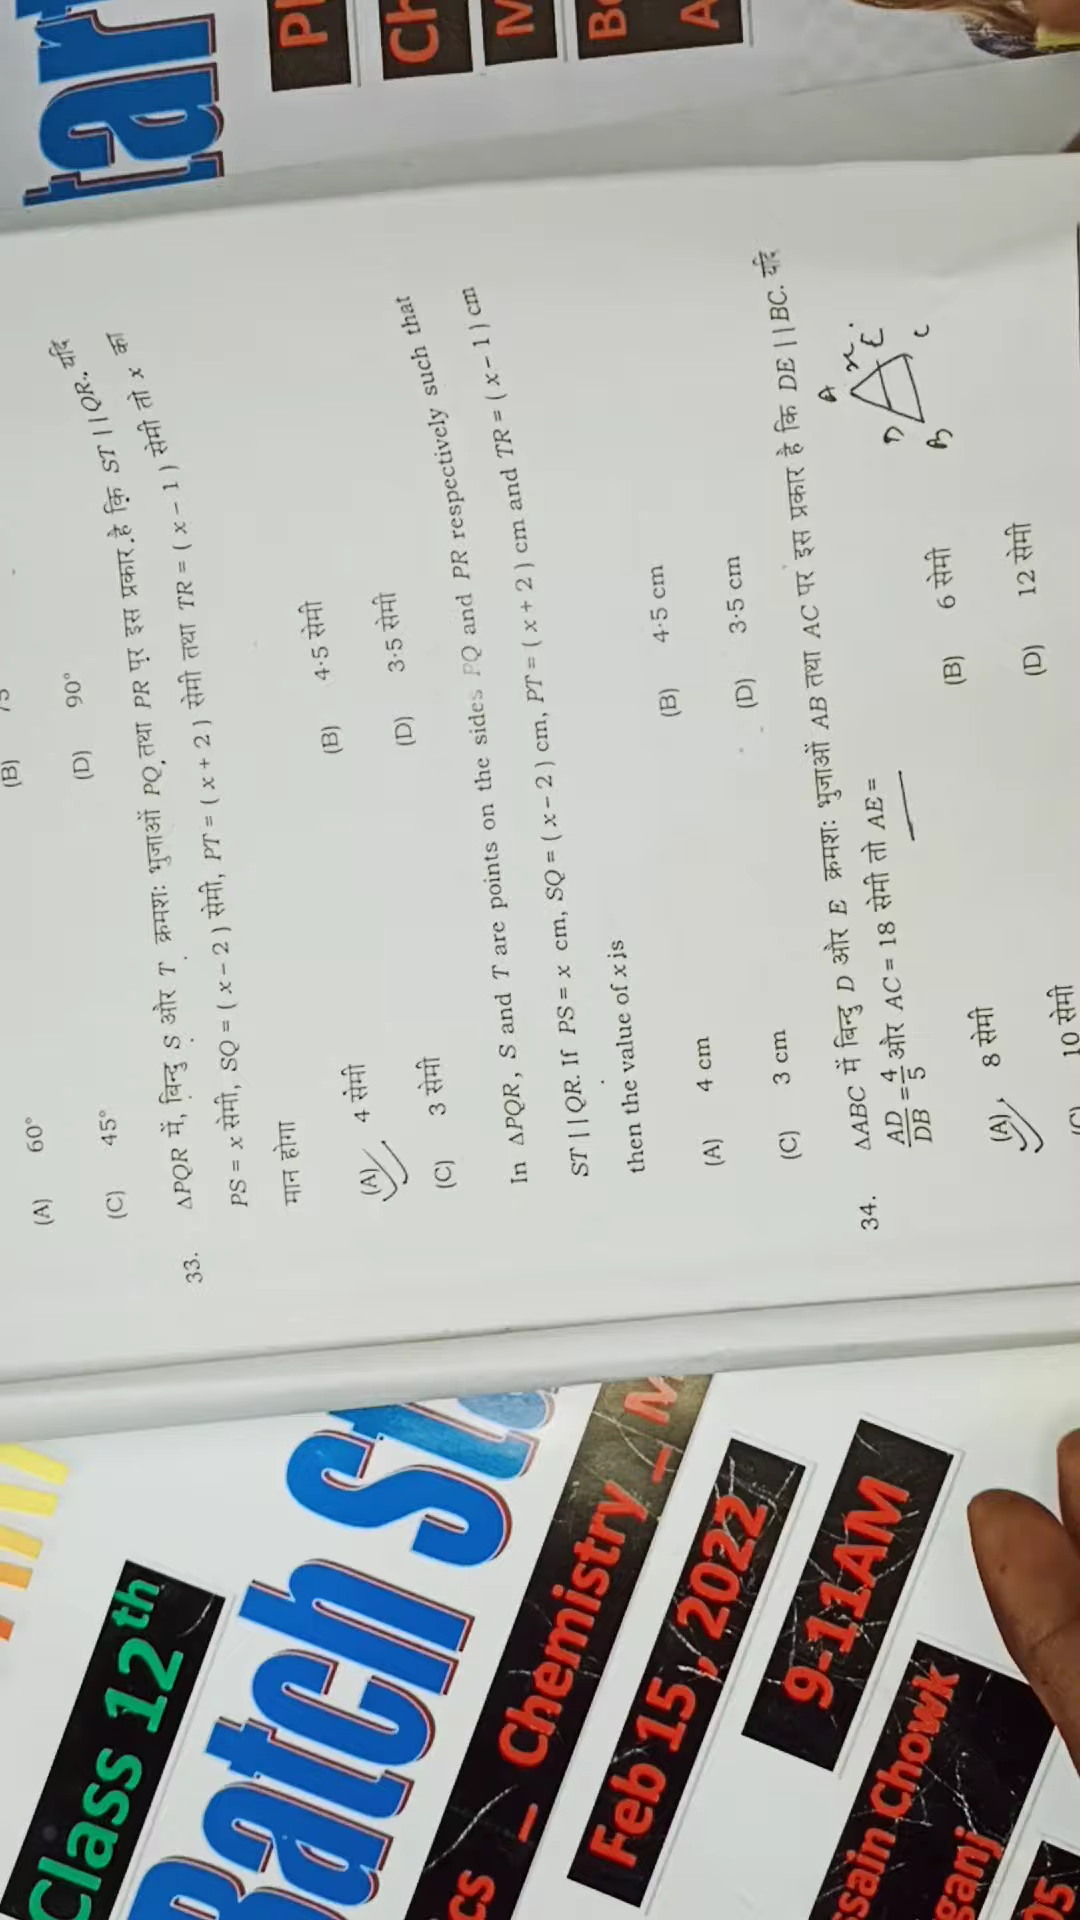 (A) 60°
(B) 75
(C) 45°
(D) 90°
33. ΔPQR में, बिन्दु S और T क्रमशः भुजाओं PQ तथा PR पर इस प्रकार है कि ST || QR. यदि
PS = x सेमी, SQ = ( x – 2 ) सेमी, PT = ( x + 2 ) सेमी तथा TR = ( x – 1 ) सेमी तो x का
मान होगा
(A) 4 सेमी
(B) 4·5 सेमी
(C) 3 सेमी
(D) 3·5 सेमी
In ΔPQR, S and T are points on the sides PQ and PR respectively such that
ST || QR. If PS = x cm, SQ = ( x – 2 ) cm, PT = ( x + 2 ) cm and TR = ( x – 1 ) cm
then the value of x is
(A) 4 cm
(B) 4·5 cm
(C) 3 cm
(D) 3·5 cm
34. ΔABC में बिन्दु D और E क्रमशः भुजाओं AB तथा AC पर इस प्रकार है कि DE || BC. यदि
AD/DB = 4/5 और AC = 18 सेमी तो AE =
A
x
D
E
B
C
(A) 8 सेमी
(B) 6 सेमी
(C) 10 सेमी
(D) 12 सेमी
Class 12th
Batch St
cs – Chemistry – M
Feb 15, 2022
9-11AM
ssain Chowk
ganj
05
tar
Ch
M
A